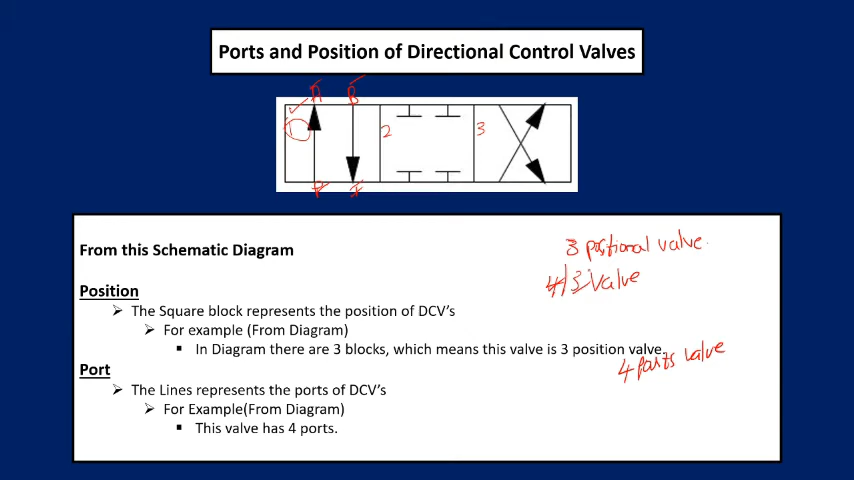 Ports and Position of Directional Control Valves
A B
1 2 3
P T
From this Schematic Diagram
3 positional valve.
4/3 valve
Position
➢ The Square block represents the position of DCV's
➢ For example (From Diagram)
▪ In Diagram there are 3 blocks, which means this valve is 3 position valve.
4 ports valve
Port
➢ The Lines represents the ports of DCV's
➢ For Example(From Diagram)
▪ This valve has 4 ports.